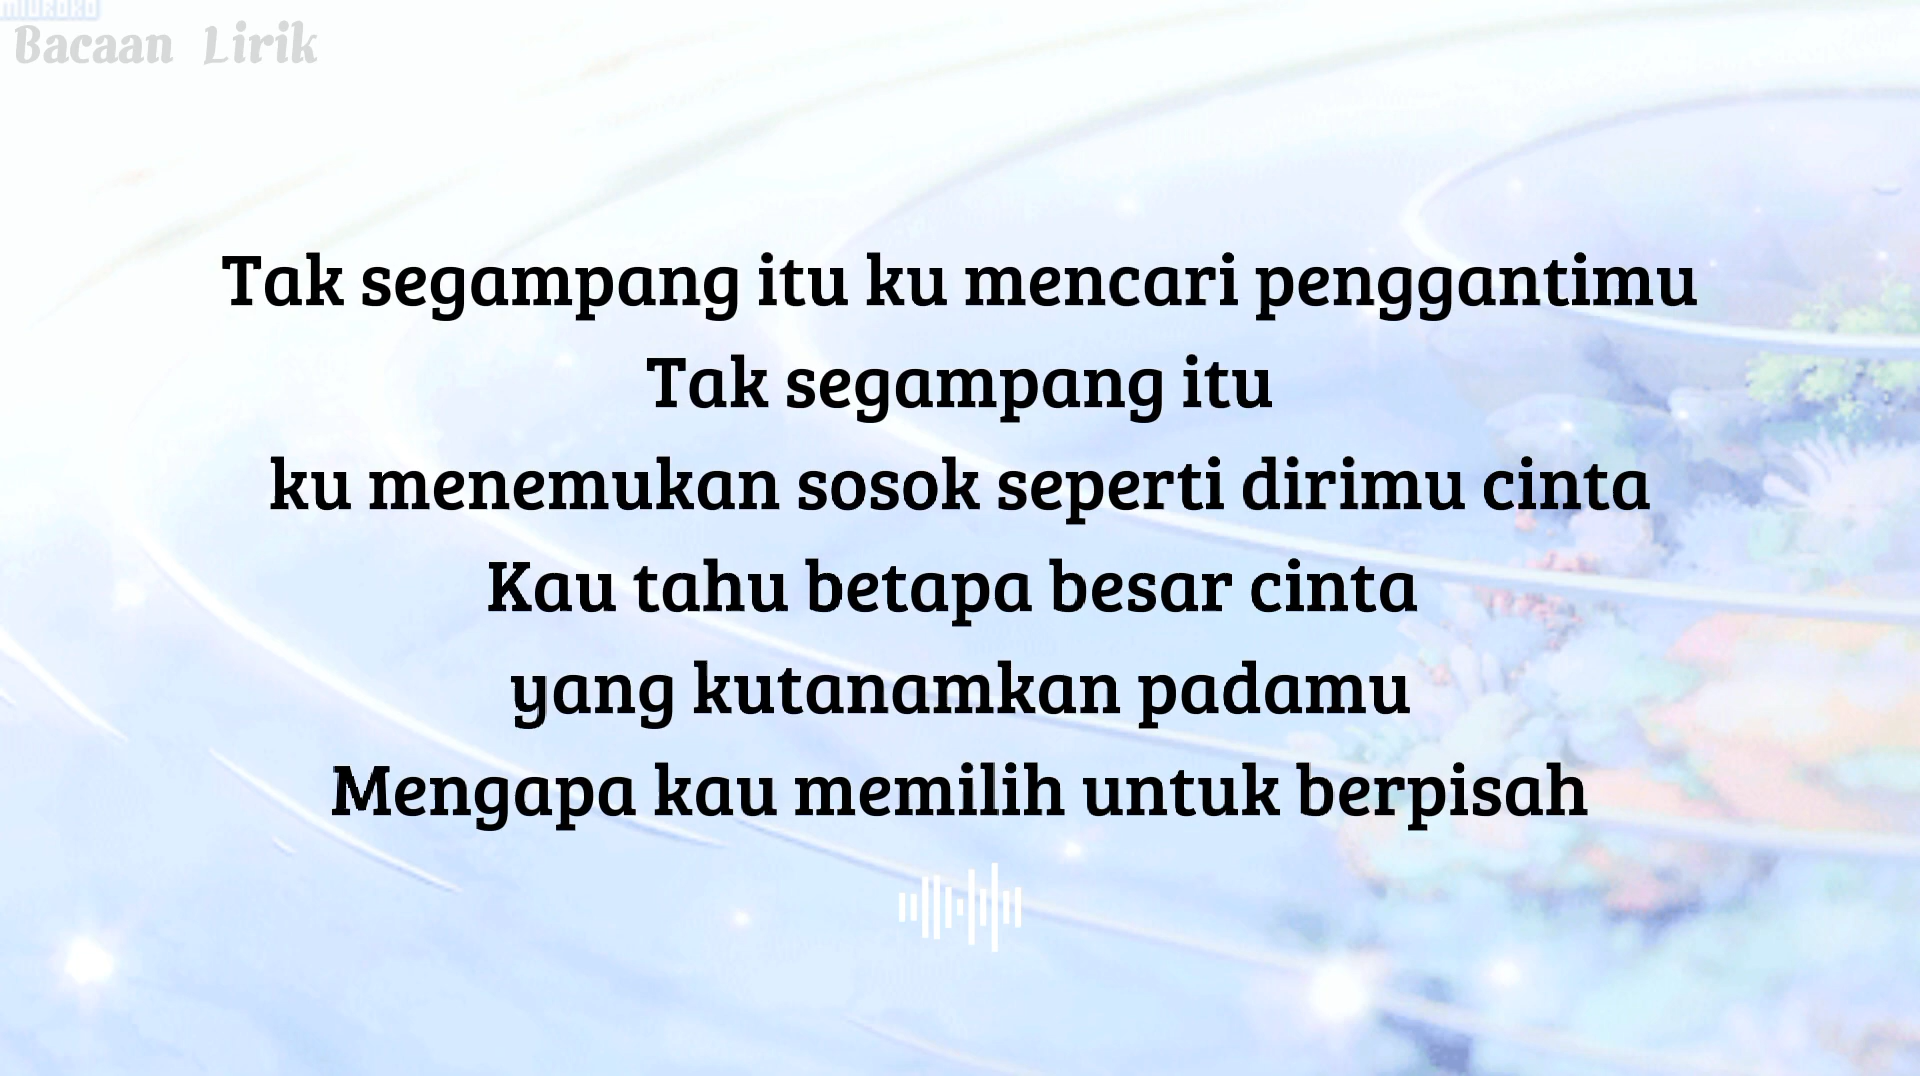 MIUROKO
Bacaan Lirik
Tak segampang itu ku mencari penggantimu
Tak segampang itu
ku menemukan sosok seperti dirimu cinta
Kau tahu betapa besar cinta
yang kutanamkan padamu
Mengapa kau memilih untuk berpisah